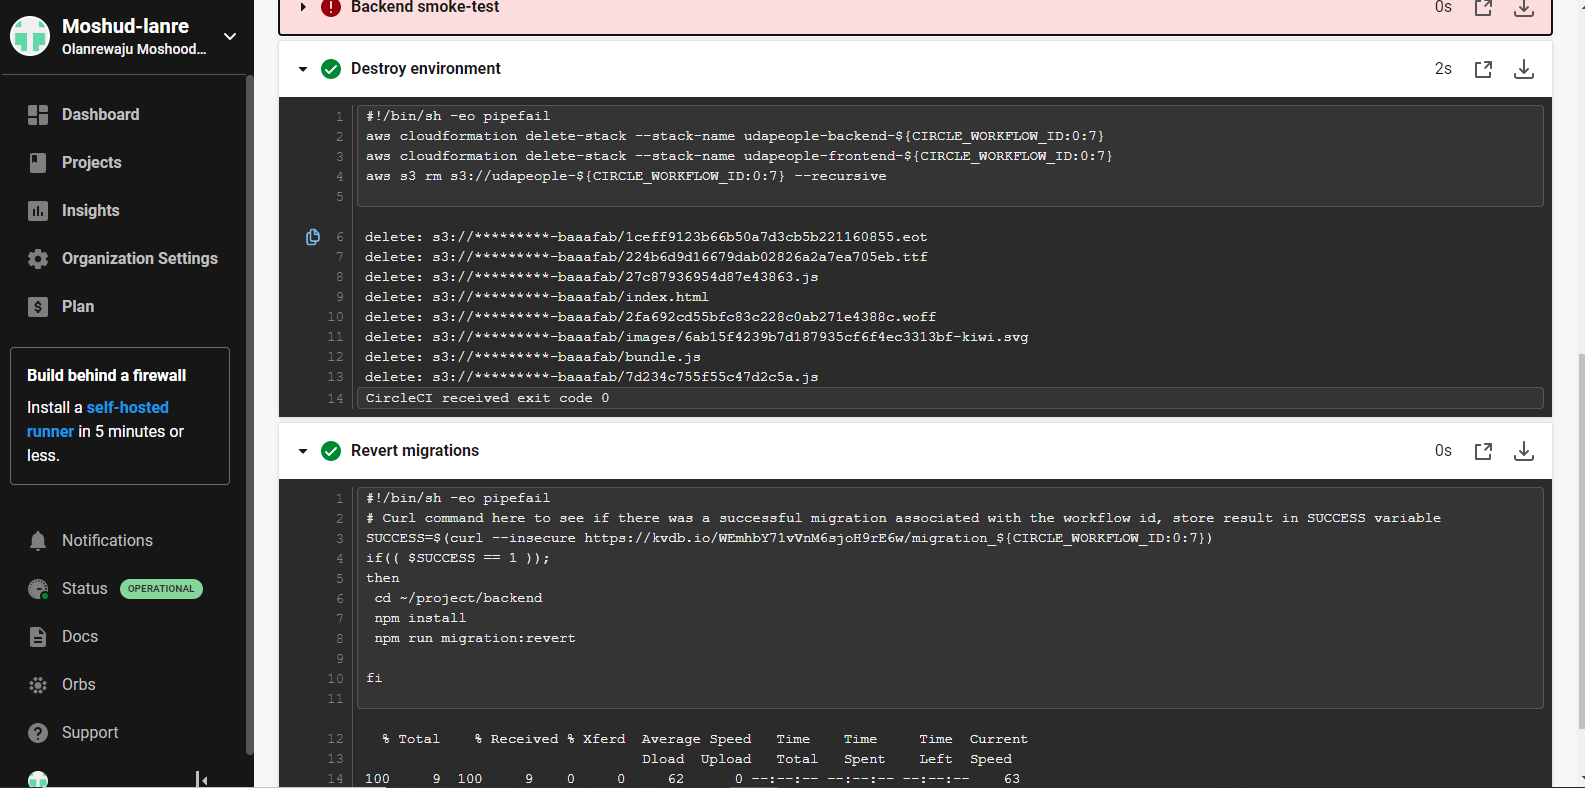 Moshud-lanre
Olanrewaju Moshood...
Dashboard
Projects
Insights
Organization Settings
Plan
Build behind a firewall
Install a self-hosted
runner in 5 minutes or
less.
Notifications
Status OPERATIONAL
Docs
Orbs
Support
Backend smoke-test 0s
Destroy environment 2s
1 #!/bin/sh -eo pipefail
2 aws cloudformation delete-stack --stack-name udapeople-backend-${CIRCLE_WORKFLOW_ID:0:7}
3 aws cloudformation delete-stack --stack-name udapeople-frontend-${CIRCLE_WORKFLOW_ID:0:7}
4 aws s3 rm s3://udapeople-${CIRCLE_WORKFLOW_ID:0:7} --recursive
5
6 delete: s3://*********-baaafab/1ceff9123b66b50a7d3cb5b221160855.eot
7 delete: s3://*********-baaafab/224b6d9d16679dab02826a2a7ea705eb.ttf
8 delete: s3://*********-baaafab/27c87936954d87e43863.js
9 delete: s3://*********-baaafab/index.html
10 delete: s3://*********-baaafab/2fa692cd55bfc83c228c0ab271e4388c.woff
11 delete: s3://*********-baaafab/images/6ab15f4239b7d187935cf6f4ec3313bf-kiwi.svg
12 delete: s3://*********-baaafab/bundle.js
13 delete: s3://*********-baaafab/7d234c755f55c47d2c5a.js
14 CircleCI received exit code 0
Revert migrations 0s
1 #!/bin/sh -eo pipefail
2 # Curl command here to see if there was a successful migration associated with the workflow id, store result in SUCCESS variable
3 SUCCESS=$(curl --insecure https://kvdb.io/WEmhbY71vVnM6sjoH9rE6w/migration_${CIRCLE_WORKFLOW_ID:0:7})
4 if(( $SUCCESS == 1 ));
5 then
6 cd ~/project/backend
7 npm install
8 npm run migration:revert
9
10 fi
11
12 % Total % Received % Xferd Average Speed Time Time Time Current
13 Dload Upload Total Spent Left Speed
14 100 9 100 9 0 0 62 0 --:--:-- --:--:-- --:--:-- 63